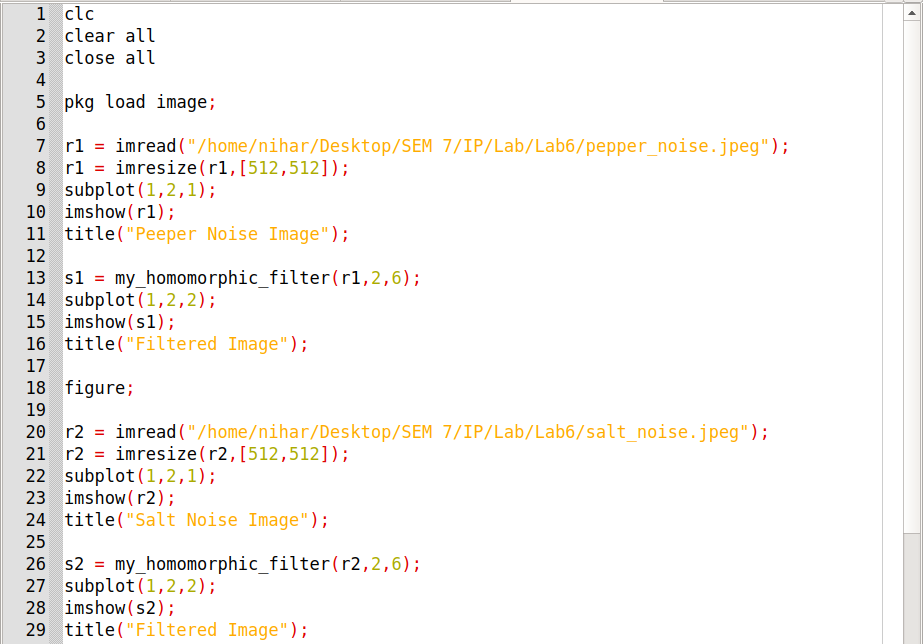 1 clc
2 clear all
3 close all
4
5 pkg load image;
6
7 r1 = imread("/home/nihar/Desktop/SEM 7/IP/Lab/Lab6/pepper_noise.jpeg");
8 r1 = imresize(r1,[512,512]);
9 subplot(1,2,1);
10 imshow(r1);
11 title("Peeper Noise Image");
12
13 s1 = my_homomorphic_filter(r1,2,6);
14 subplot(1,2,2);
15 imshow(s1);
16 title("Filtered Image");
17
18 figure;
19
20 r2 = imread("/home/nihar/Desktop/SEM 7/IP/Lab/Lab6/salt_noise.jpeg");
21 r2 = imresize(r2,[512,512]);
22 subplot(1,2,1);
23 imshow(r2);
24 title("Salt Noise Image");
25
26 s2 = my_homomorphic_filter(r2,2,6);
27 subplot(1,2,2);
28 imshow(s2);
29 title("Filtered Image");